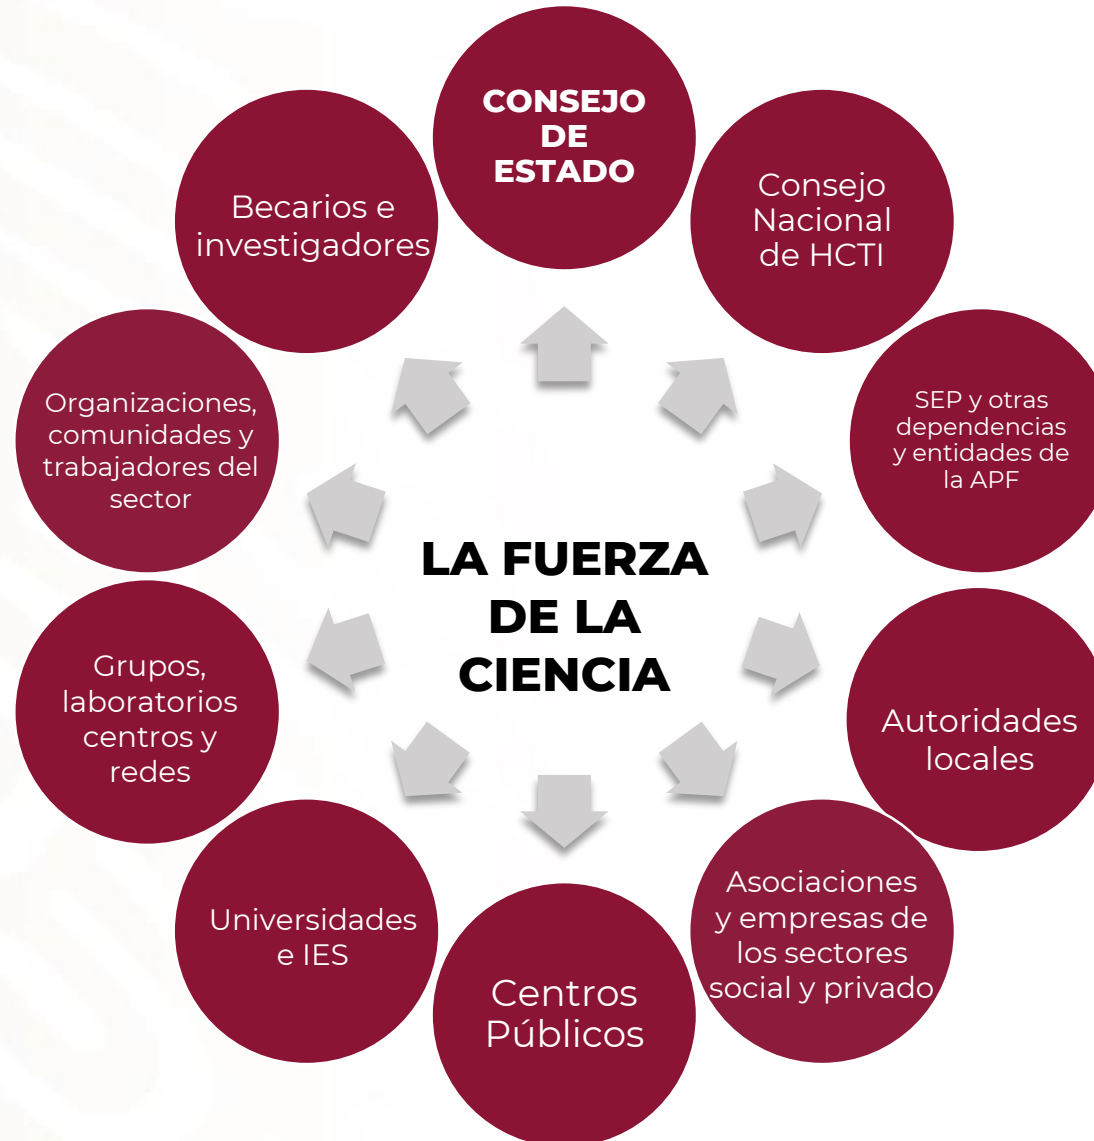 CONSEJO
DE
ESTADO
Consejo
Nacional
de HCTI
SEP y otras
dependencias
y entidades de
la APF
Autoridades
locales
Asociaciones
y empresas de
los sectores
social y privado
Centros
Públicos
Universidades
e IES
Grupos,
laboratorios
centros y
redes
Organizaciones,
comunidades y
trabajadores del
sector
Becarios e
investigadores
LA FUERZA
DE LA
CIENCIA